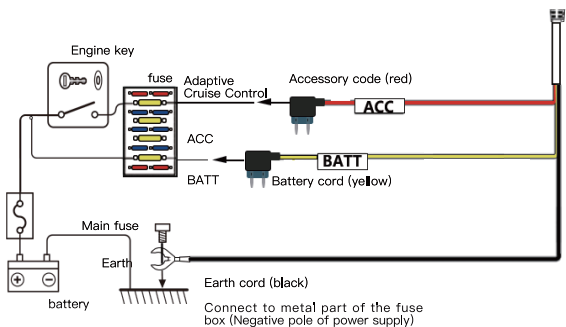 Engine key
fuse
Adaptive
Cruise Control
Accessory code (red)
ACC
ACC
BATT
BATT
Battery cord (yellow)
Main fuse
Earth
battery
Earth cord (black)
Connect to metal part of the fuse
box (Negative pole of power supply)